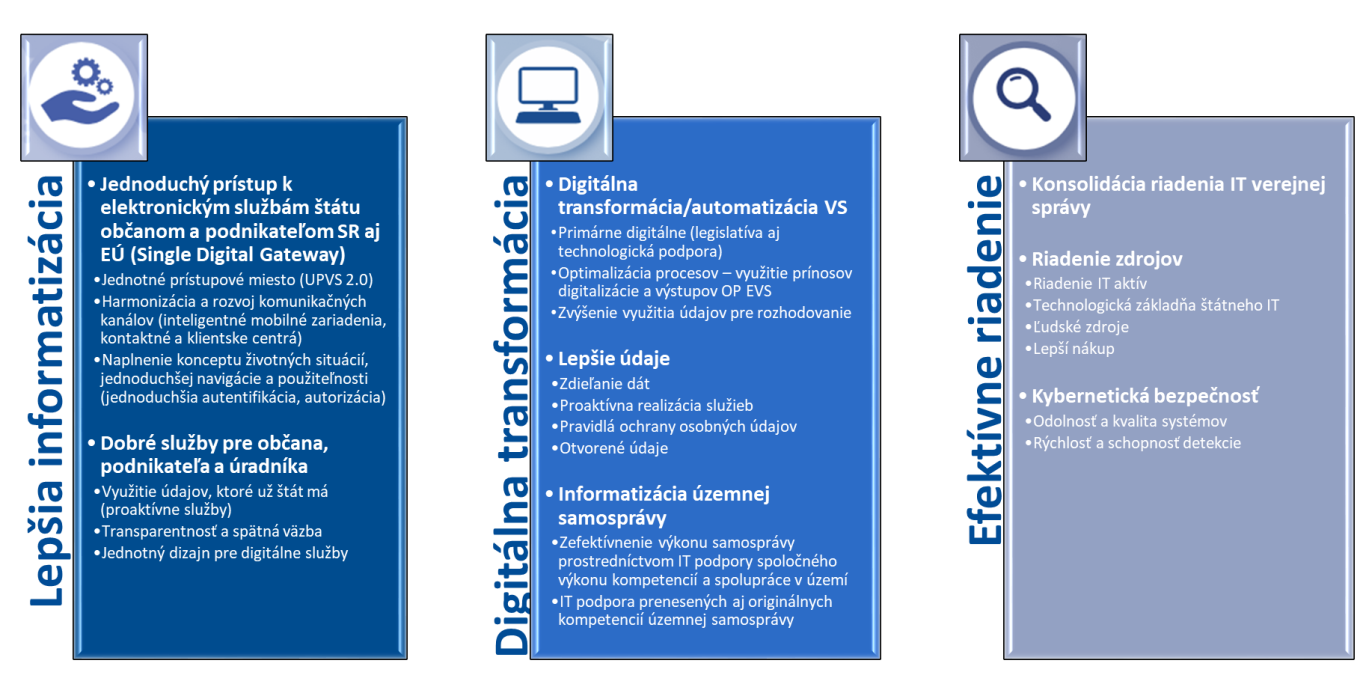 Lepšia informatizácia
• Jednoduchý prístup k
elektronickým službám štátu
občanom a podnikateľom SR aj
EÚ (Single Digital Gateway)
•Jednotné prístupové miesto (UPVS 2.0)
•Harmonizácia a rozvoj komunikačných
kanálov (inteligentné mobilné zariadenia,
kontaktné a klientske centrá)
•Naplnenie konceptu životných situácií,
jednoduchšej navigácie a použiteľnosti
(jednoduchšia autentifikácia, autorizácia)
• Dobré služby pre občana,
podnikateľa a úradníka
•Využitie údajov, ktoré už štát má
(proaktívne služby)
•Transparentnosť a spätná väzba
•Jednotný dizajn pre digitálne služby
Digitálna transformácia
• Digitálna
transformácia/automatizácia VS
•Primárne digitálne (legislatíva aj
technologická podpora)
•Optimalizácia procesov – využitie prínosov
digitalizácie a výstupov OP EVS
•Zvýšenie využitia údajov pre rozhodovanie
• Lepšie údaje
•Zdieľanie dát
•Proaktívna realizácia služieb
•Pravidlá ochrany osobných údajov
•Otvorené údaje
• Informatizácia územnej
samosprávy
•Zefektívnenie výkonu samosprávy
prostredníctvom IT podpory spoločného
výkonu kompetencií a spolupráce v území
•IT podpora prenesených aj originálnych
kompetencií územnej samosprávy
Efektívne riadenie
• Konsolidácia riadenia IT verejnej
správy
• Riadenie zdrojov
•Riadenie IT aktív
•Technologická základňa štátneho IT
•Ľudské zdroje
•Lepší nákup
• Kybernetická bezpečnosť
•Odolnosť a kvalita systémov
•Rýchlosť a schopnosť detekcie